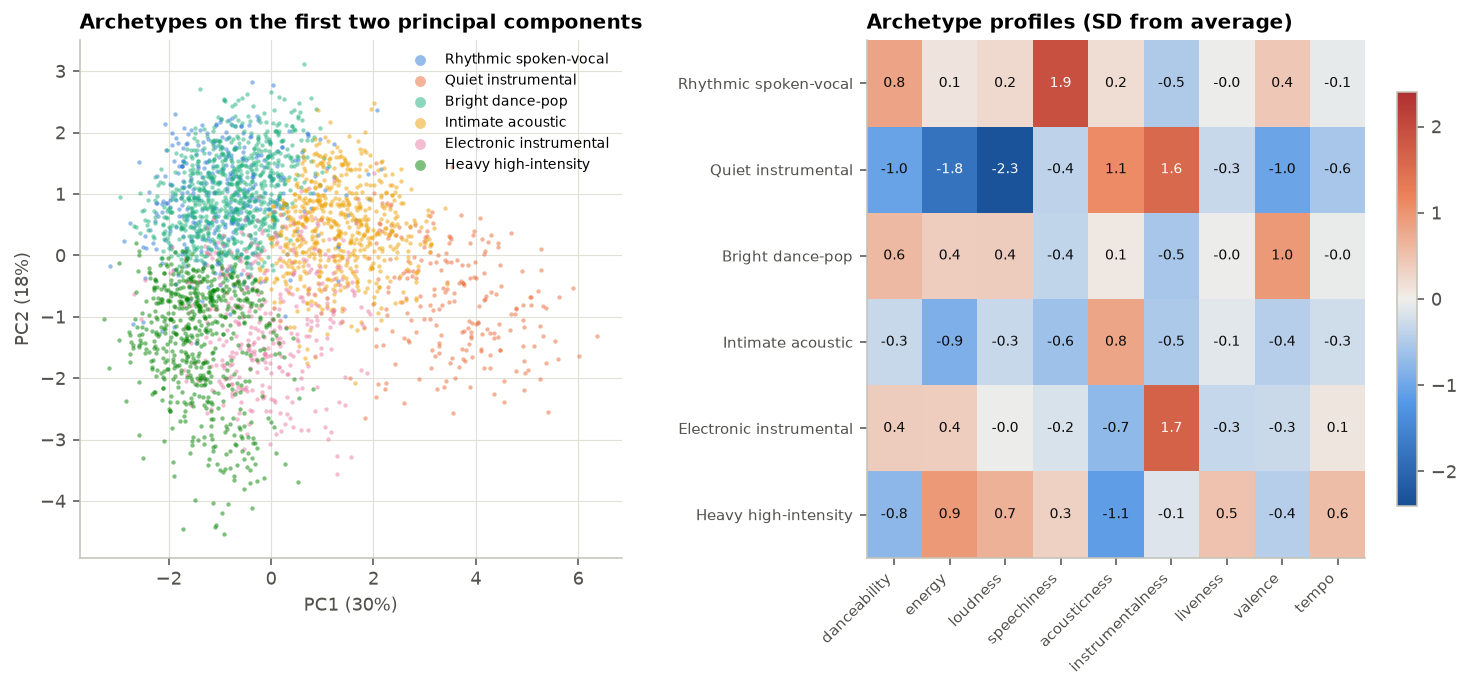 Archetypes on the first two principal components
Rhythmic spoken-vocal
Quiet instrumental
Bright dance-pop
Intimate acoustic
Electronic instrumental
Heavy high-intensity
3
2
1
0
−1
−2
−3
−4
PC2 (18%)
−2 0 2 4 6
PC1 (30%)
Archetype profiles (SD from average)
Rhythmic spoken-vocal 0.8 0.1 0.2 1.9 0.2 -0.5 -0.0 0.4 -0.1
Quiet instrumental -1.0 -1.8 -2.3 -0.4 1.1 1.6 -0.3 -1.0 -0.6
Bright dance-pop 0.6 0.4 0.4 -0.4 0.1 -0.5 -0.0 1.0 -0.0
Intimate acoustic -0.3 -0.9 -0.3 -0.6 0.8 -0.5 -0.1 -0.4 -0.3
Electronic instrumental 0.4 0.4 -0.0 -0.2 -0.7 1.7 -0.3 -0.3 0.1
Heavy high-intensity -0.8 0.9 0.7 0.3 -1.1 -0.1 0.5 -0.4 0.6
danceability energy loudness speechiness acousticness instrumentalness liveness valence tempo
2
1
0
−1
−2